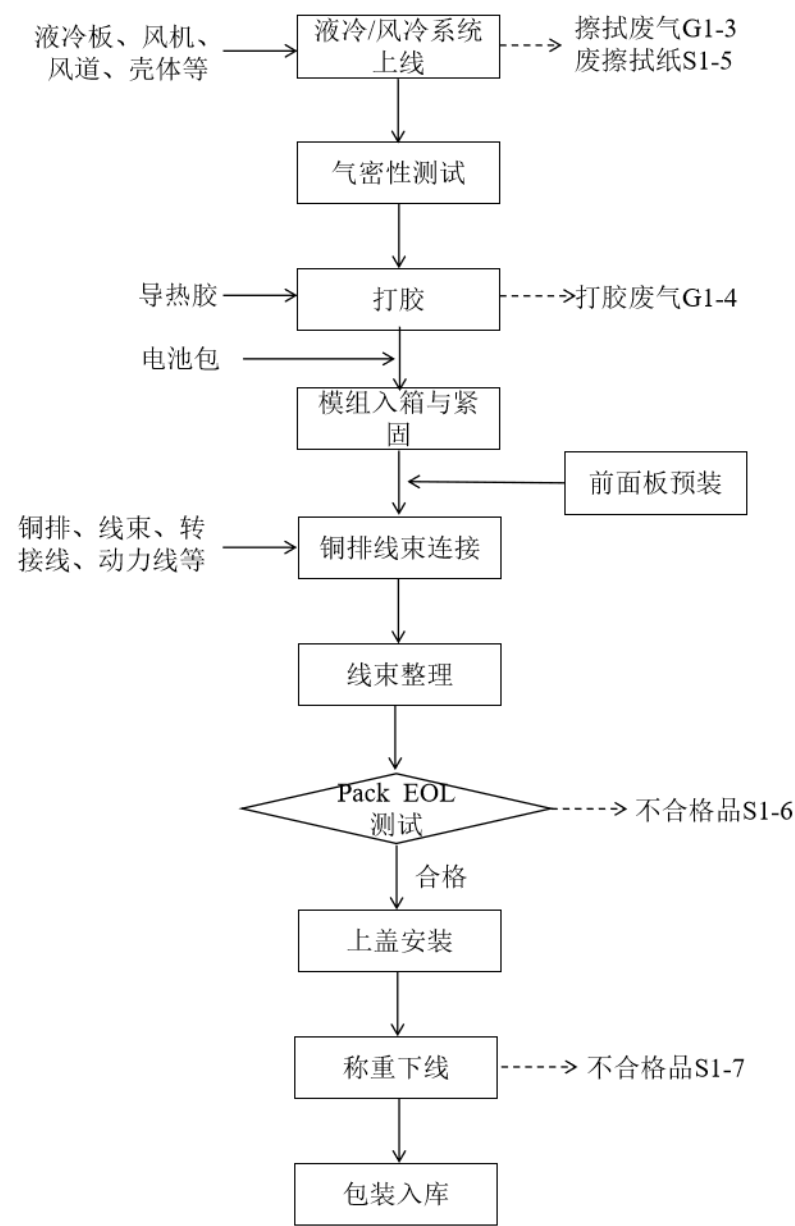 液冷板、风机、
风道、壳体等
液冷/风冷系统
上线
擦拭废气G1-3
废擦拭纸S1-5
气密性测试
导热胶
打胶
打胶废气G1-4
电池包
模组入箱与紧
固
前面板预装
铜排、线束、转
接线、动力线等
铜排线束连接
线束整理
Pack EOL
测试
不合格品S1-6
合格
上盖安装
称重下线
不合格品S1-7
包装入库